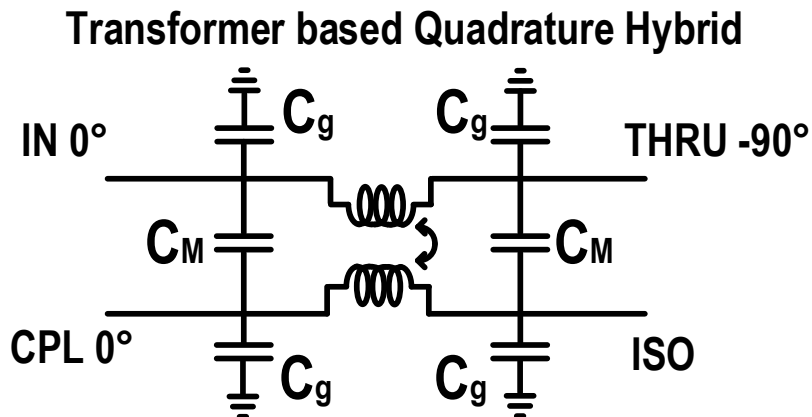 Transformer based Quadrature Hybrid
Cg Cg
IN 0° THRU -90°
CM CM
CPL 0° ISO
Cg Cg